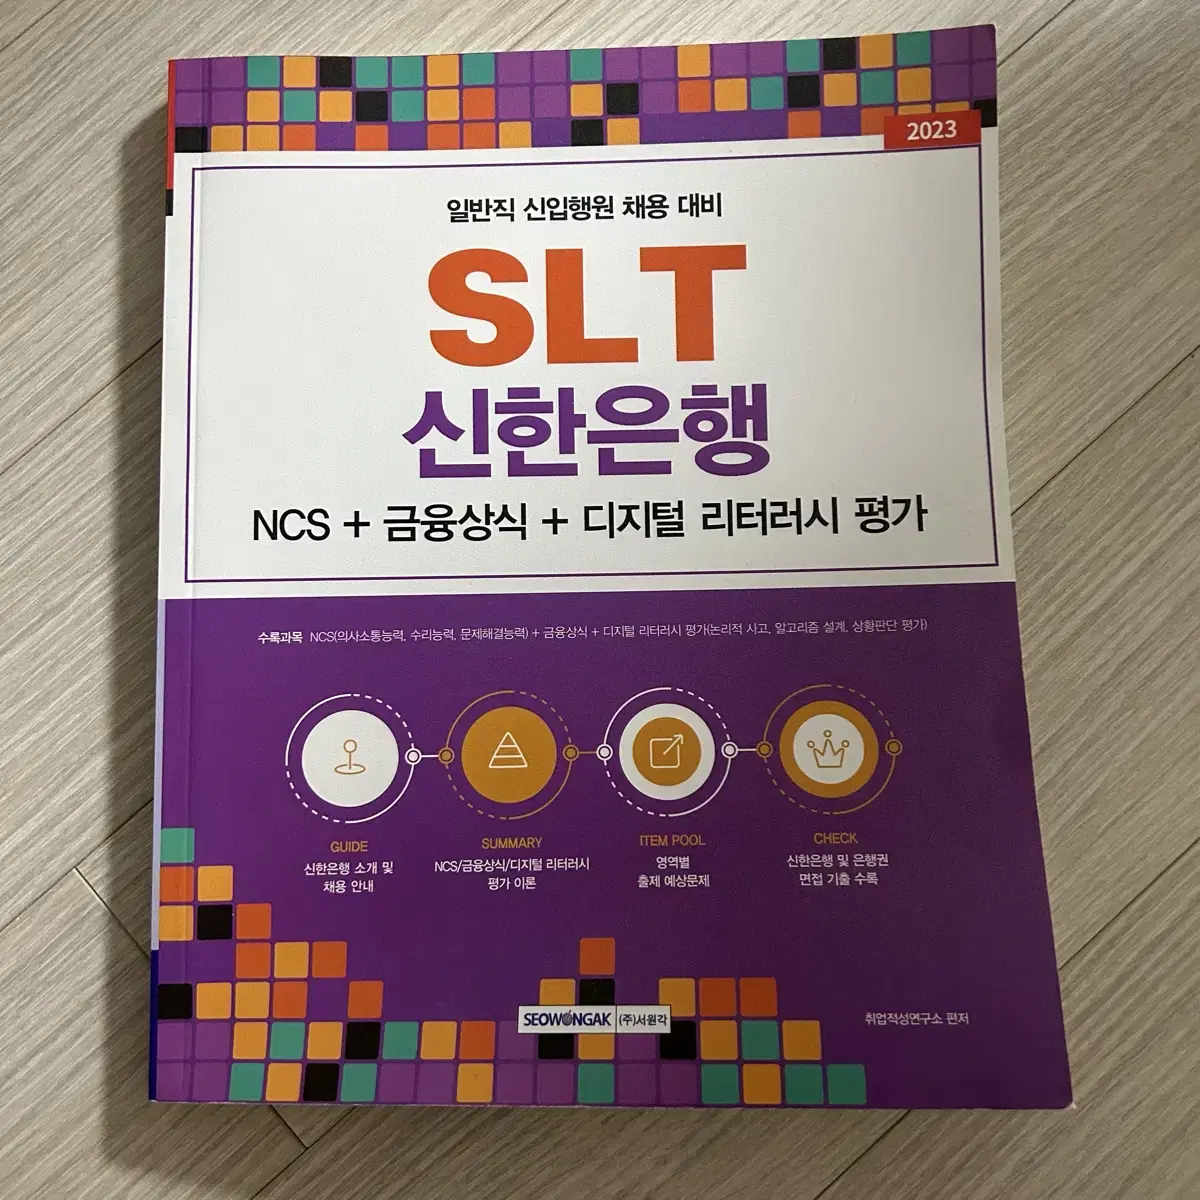 2023
일반직 신입행원 채용 대비
SLT
신한은행
NCS + 금융상식 + 디지털 리터러시 평가
수록과목 NCS(의사소통능력, 수리능력, 문제해결능력) + 금융상식 + 디지털 리터러시 평가(논리적 사고, 알고리즘 설계, 상황판단 평가)
GUIDE
신한은행 소개 및
채용 안내
SUMMARY
NCS/금융상식/디지털 리터러시
평가 이론
ITEM POOL
영역별
출제 예상문제
CHECK
신한은행 및 은행권
면접 기출 수록
SEOWONGAK (주)서원각
취업적성연구소 편저